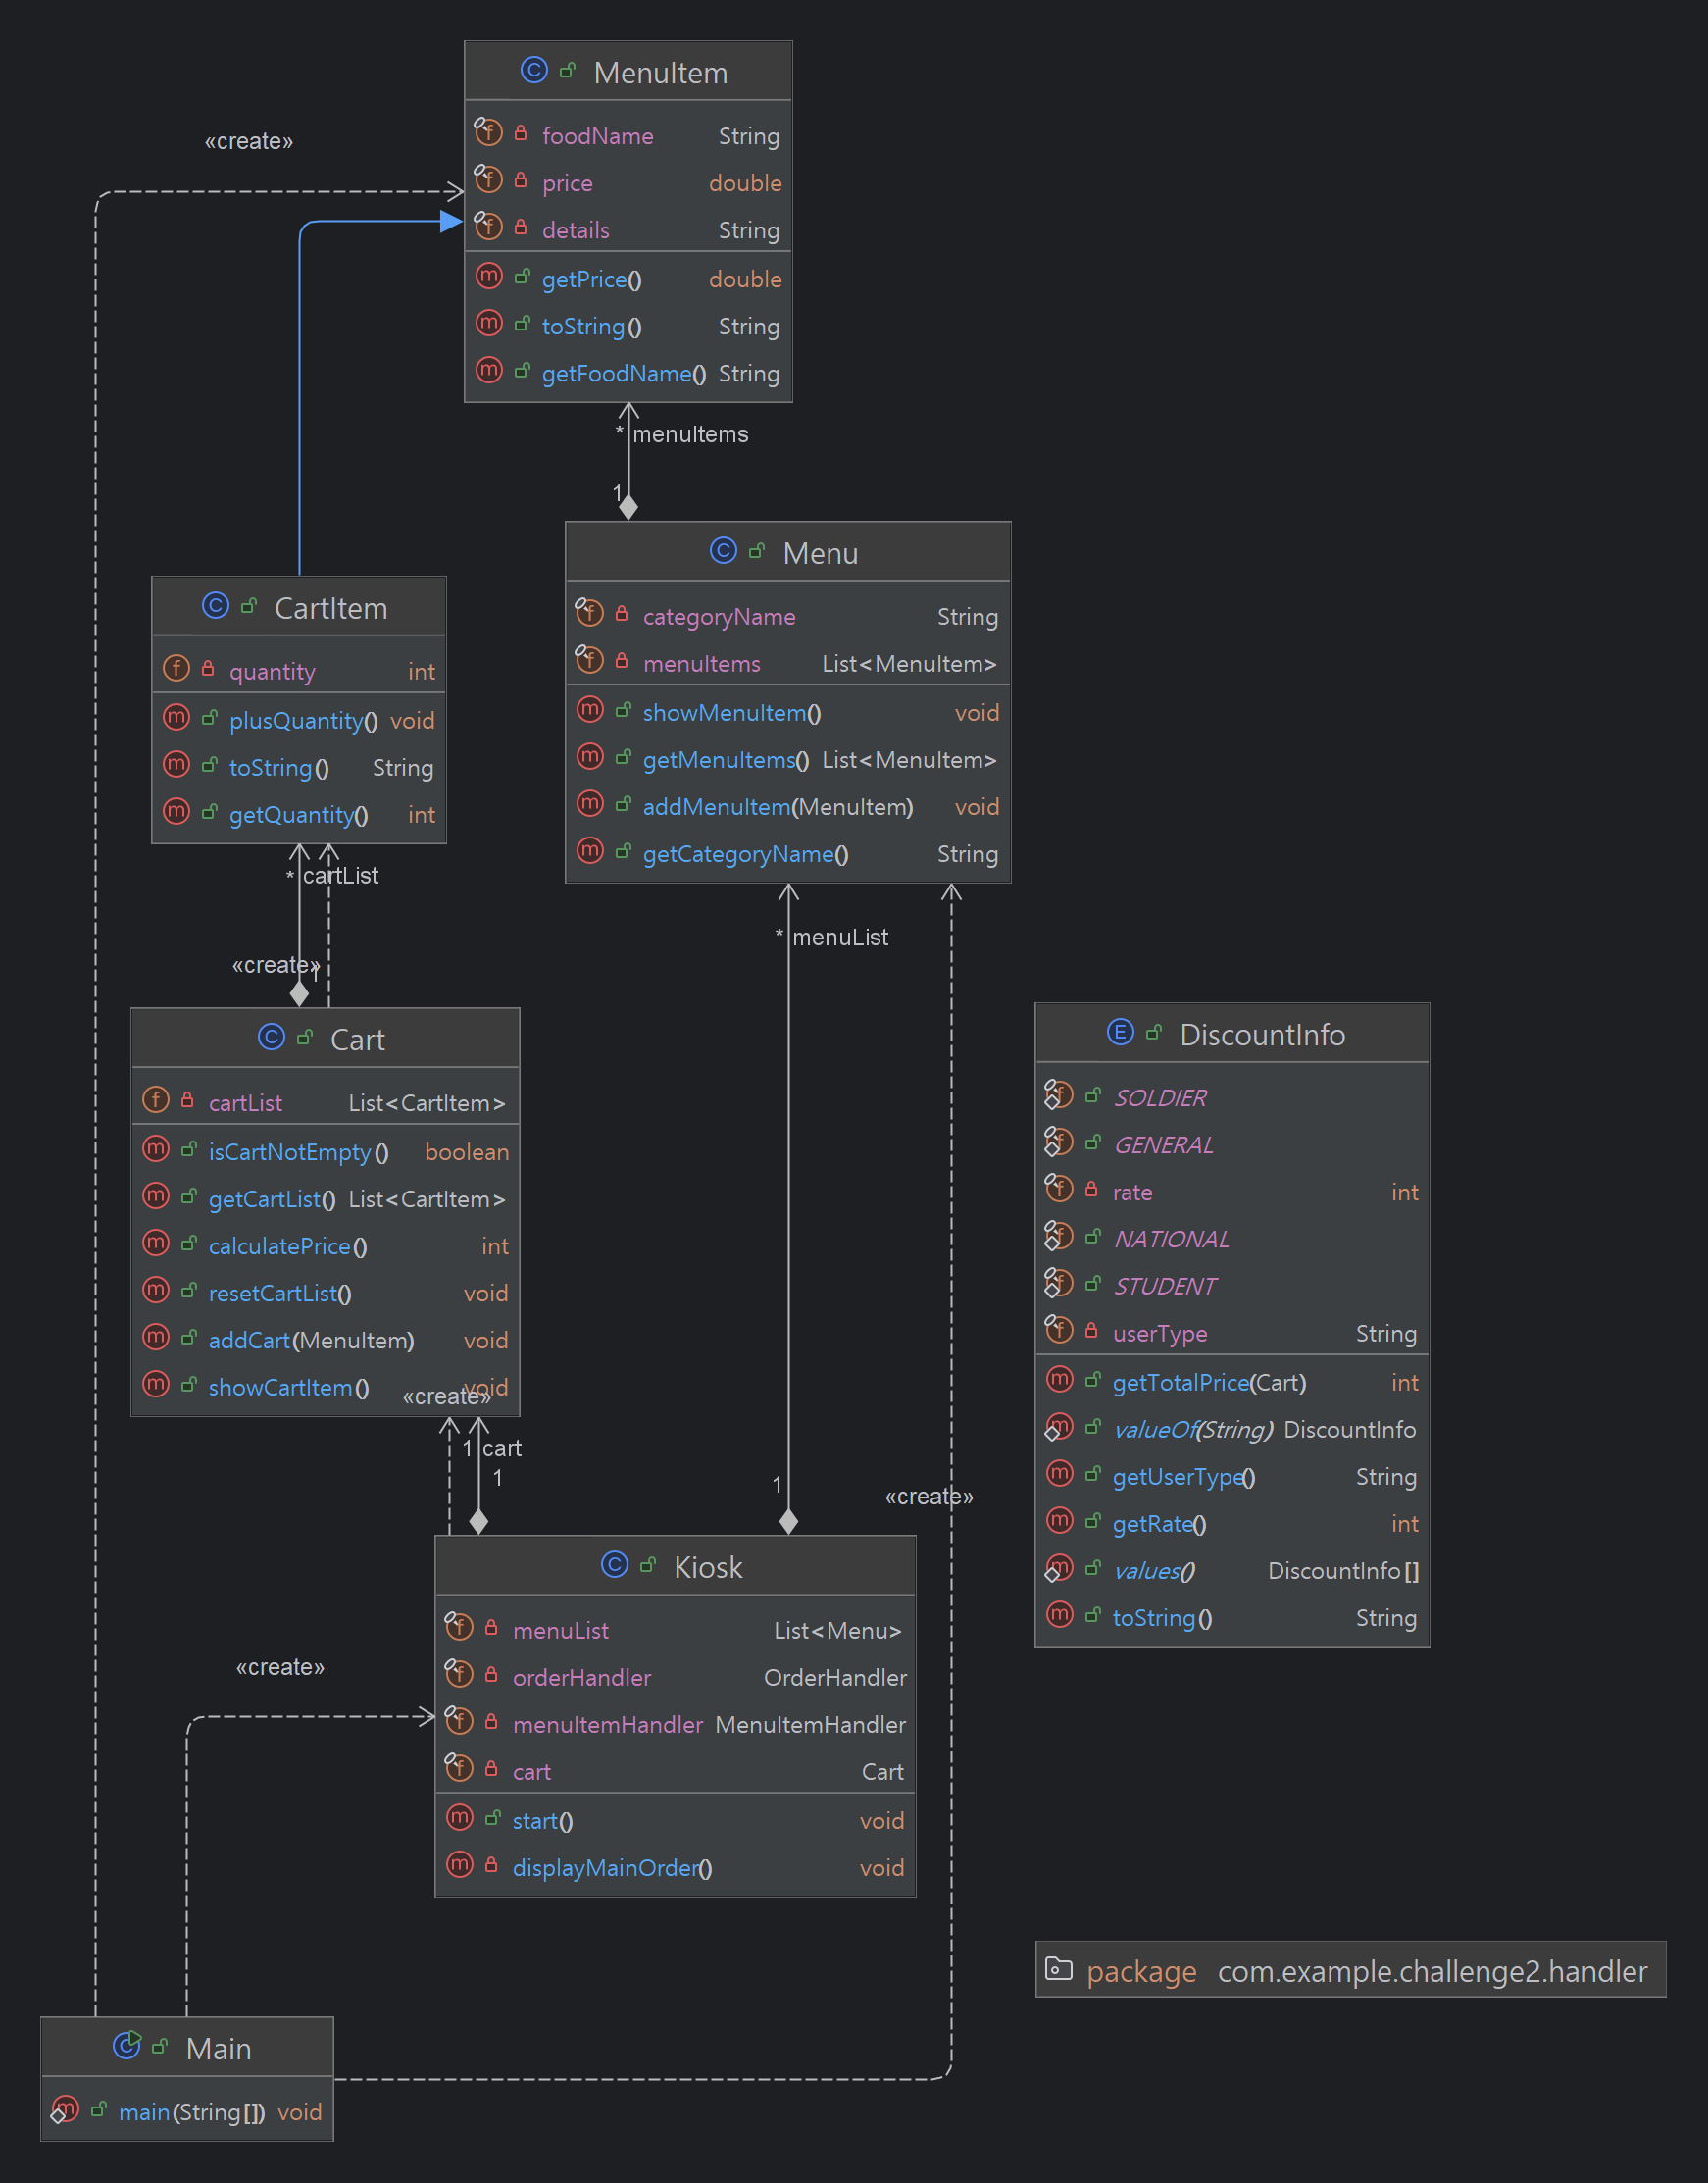 MenuItem
«create»
foodName String
price double
details String
getPrice() double
toString() String
getFoodName() String
* menuItems
1
Menu
categoryName String
menuItems List<MenuItem>
showMenuItem() void
getMenuItems() List<MenuItem>
addMenuItem(MenuItem) void
getCategoryName() String
CartItem
quantity int
plusQuantity() void
toString() String
getQuantity() int
* cartList
«create» 1
* menuList
Cart
cartList List<CartItem>
isCartNotEmpty() boolean
getCartList() List<CartItem>
calculatePrice() int
resetCartList() void
addCart(MenuItem) void
showCartItem() void
«create»
1 cart
1
1
«create»
DiscountInfo
SOLDIER
GENERAL
rate int
NATIONAL
STUDENT
userType String
getTotalPrice(Cart) int
valueOf(String) DiscountInfo
getUserType() String
getRate() int
values() DiscountInfo[]
toString() String
Kiosk
menuList List<Menu>
orderHandler OrderHandler
menuItemHandler MenuItemHandler
cart Cart
start() void
displayMainOrder() void
«create»
package com.example.challenge2.handler
Main
main(String[]) void